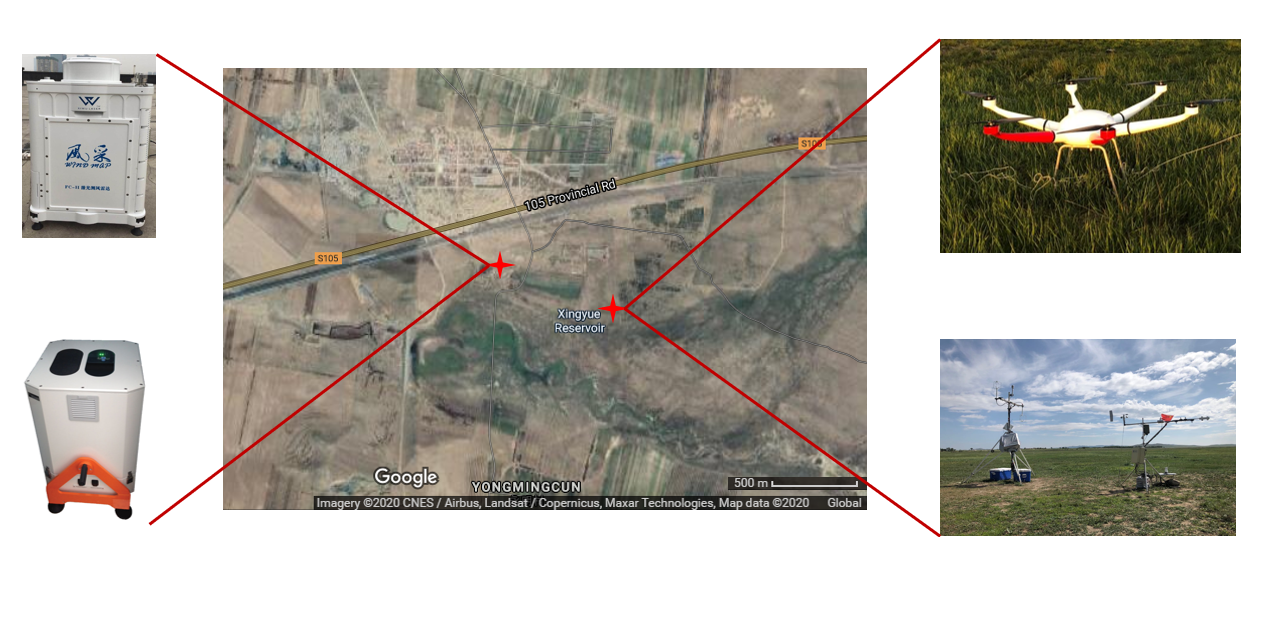 风采
WIND MAP
S105
105 Provincial Rd
S105
Xingyue
Reservoir
Google
YONGMINGCUN
500 m
Imagery ©2020 CNES / Airbus, Landsat / Copernicus, Maxar Technologies, Map data ©2020 Global